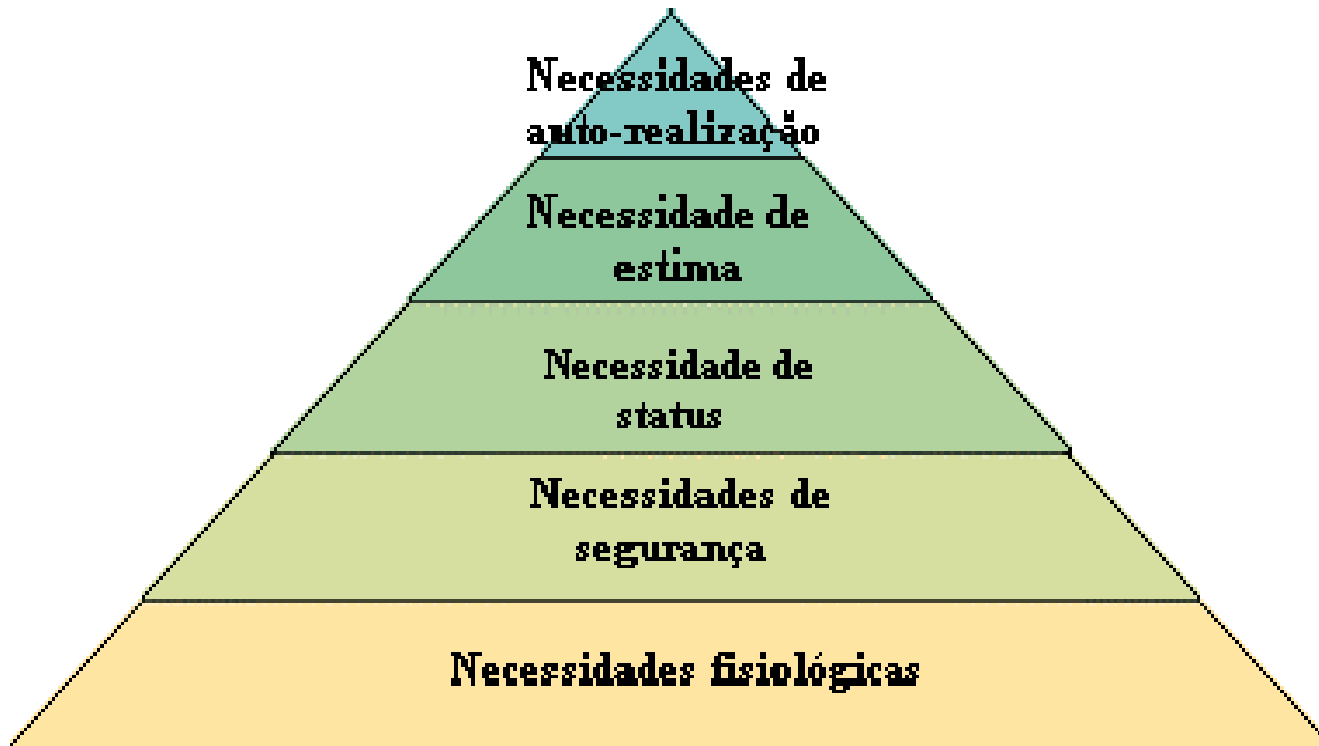 Necessidades de
auto-realização
Necessidade de
estima
Necessidade de
status
Necessidades de
segurança
Necessidades fisiológicas